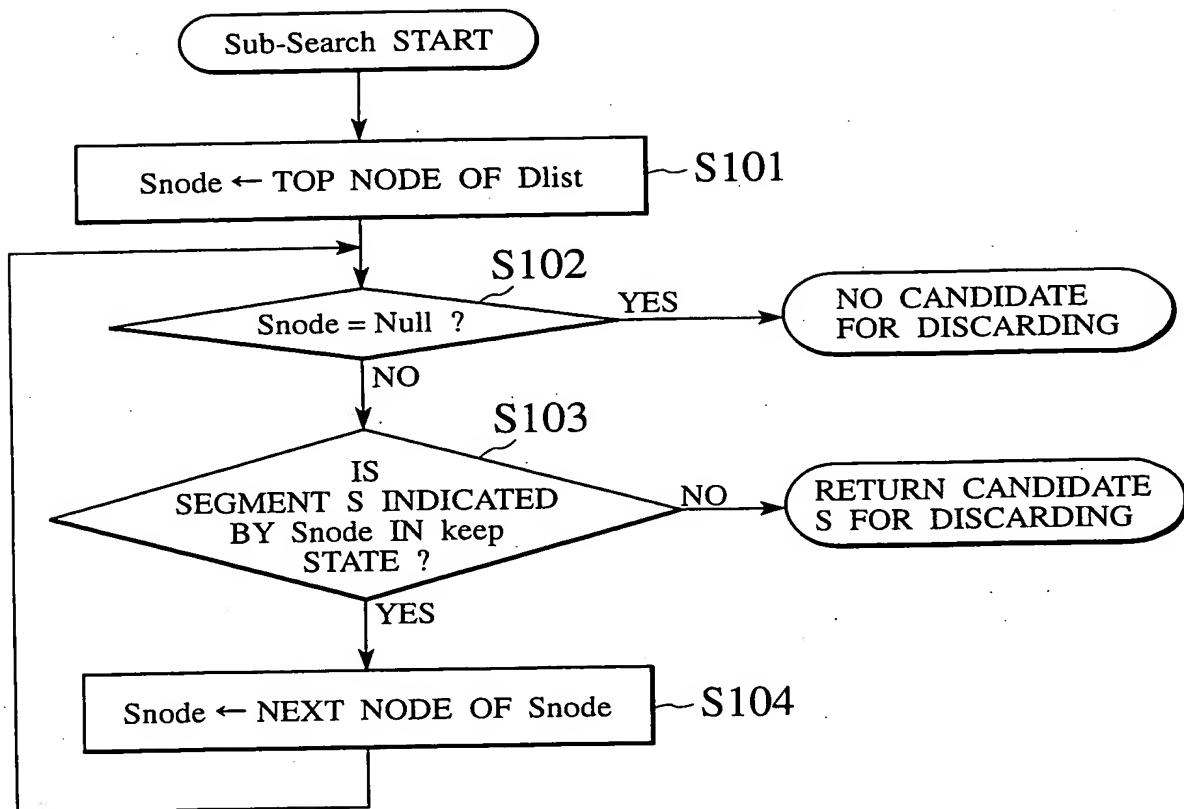 Sub-Search START
Snode ← TOP NODE OF Dlist
S101
S102
Snode = Null ?
YES
NO CANDIDATE
FOR DISCARDING
NO
S103
IS
SEGMENT S INDICATED
BY Snode IN keep
STATE ?
NO
RETURN CANDIDATE
S FOR DISCARDING
YES
Snode ← NEXT NODE OF Snode
S104